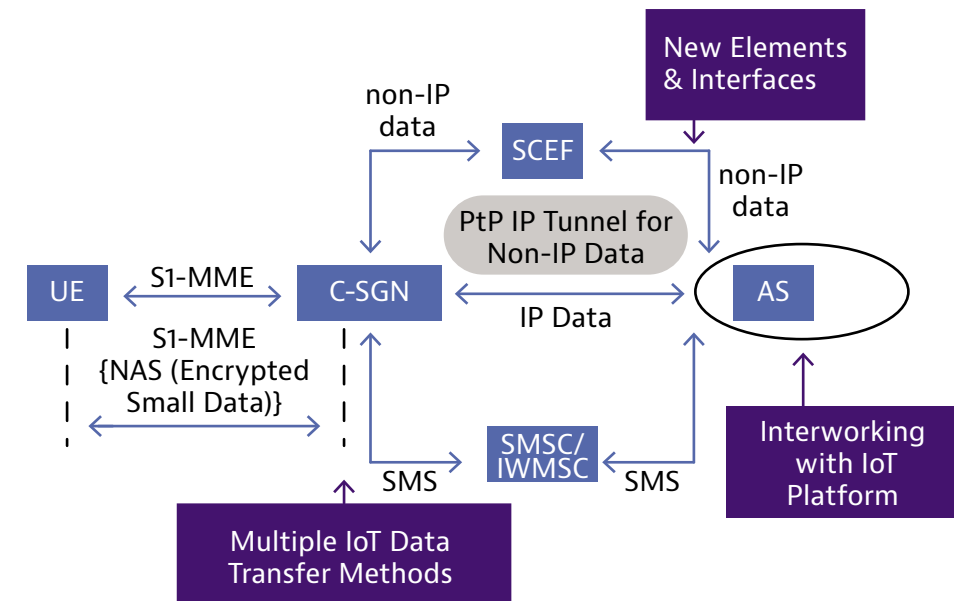 New Elements
& Interfaces
non-IP
data
SCEF
non-IP
data
PtP IP Tunnel for
Non-IP Data
UE
S1-MME
C-SGN
AS
IP Data
S1-MME
{NAS (Encrypted
Small Data)}
SMSC/
IWMSC
SMS
SMS
Interworking
with IoT
Platform
Multiple IoT Data
Transfer Methods